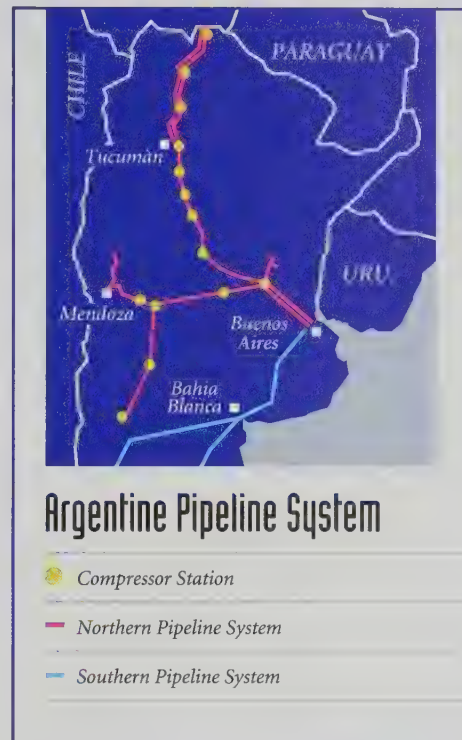 CHILE
PARAGUAY
Tucumán
URU.
Mendoza
Buenos
Aires
Bahia
Blanca
Argentine Pipeline System
Compressor Station
Northern Pipeline System
Southern Pipeline System